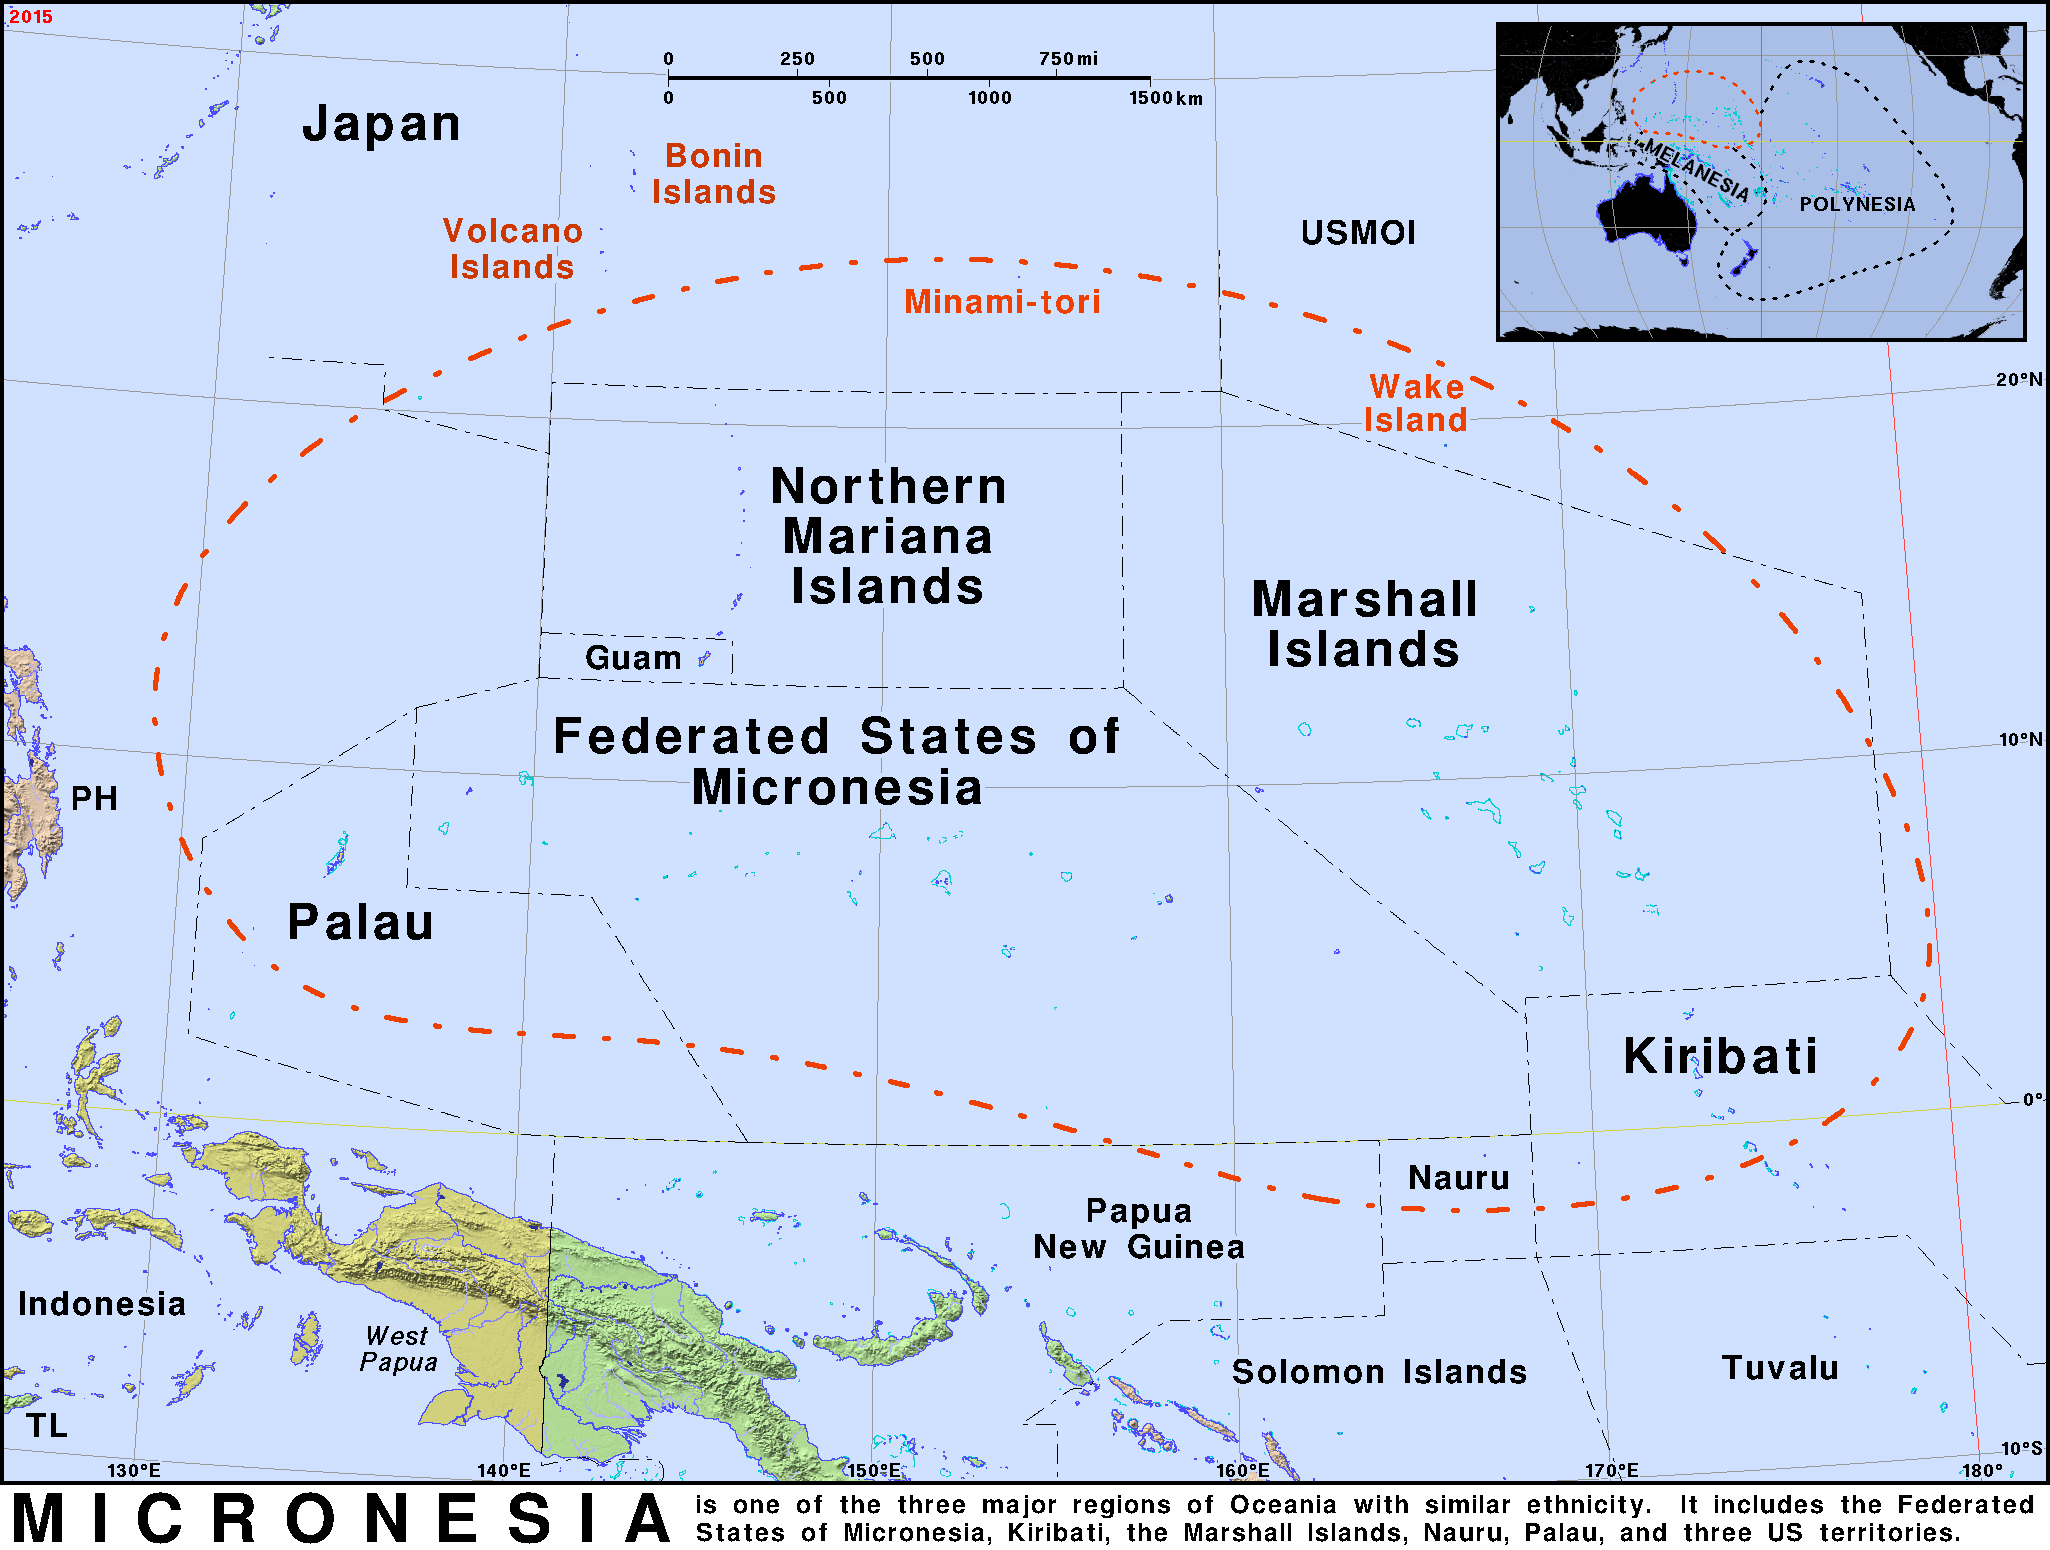 2015
0 250 500 750 mi
0 500 1000 1500 km
Japan
Bonin
Islands
Volcano
Islands
USMOI
Minami-tori
MELANESIA
POLYNESIA
20°N
Wake
Island
Northern
Mariana
Islands
Marshall
Islands
Guam
Federated States of
Micronesia
10°N
PH
Palau
Kiribati
0°
Nauru
Papua
New Guinea
Indonesia
West
Papua
Solomon Islands
Tuvalu
TL
10°S
130°E 140°E 150°E 160°E 170°E 180°
MICRONESIA
is one of the three major regions of Oceania with similar ethnicity. It includes the Federated
States of Micronesia, Kiribati, the Marshall Islands, Nauru, Palau, and three US territories.